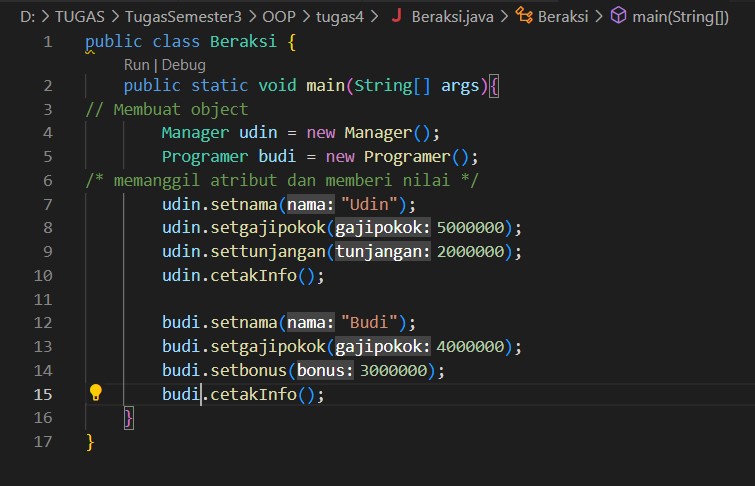 D: > TUGAS > TugasSemester3 > OOP > tugas4 > J Beraksi.java > Beraksi > main(String[])
1 public class Beraksi {
Run | Debug
2 public static void main(String[] args){
3 // Membuat object
4 Manager udin = new Manager();
5 Programer budi = new Programer();
6 /* memanggil atribut dan memberi nilai */
7 udin.setnama(nama: "Udin");
8 udin.setgajipokok(gajipokok: 5000000);
9 udin.settunjangan(tunjangan: 2000000);
10 udin.cetakInfo();
11
12 budi.setnama(nama: "Budi");
13 budi.setgajipokok(gajipokok: 4000000);
14 budi.setbonus(bonus: 3000000);
15 budi.cetakInfo();
16 }
17 }